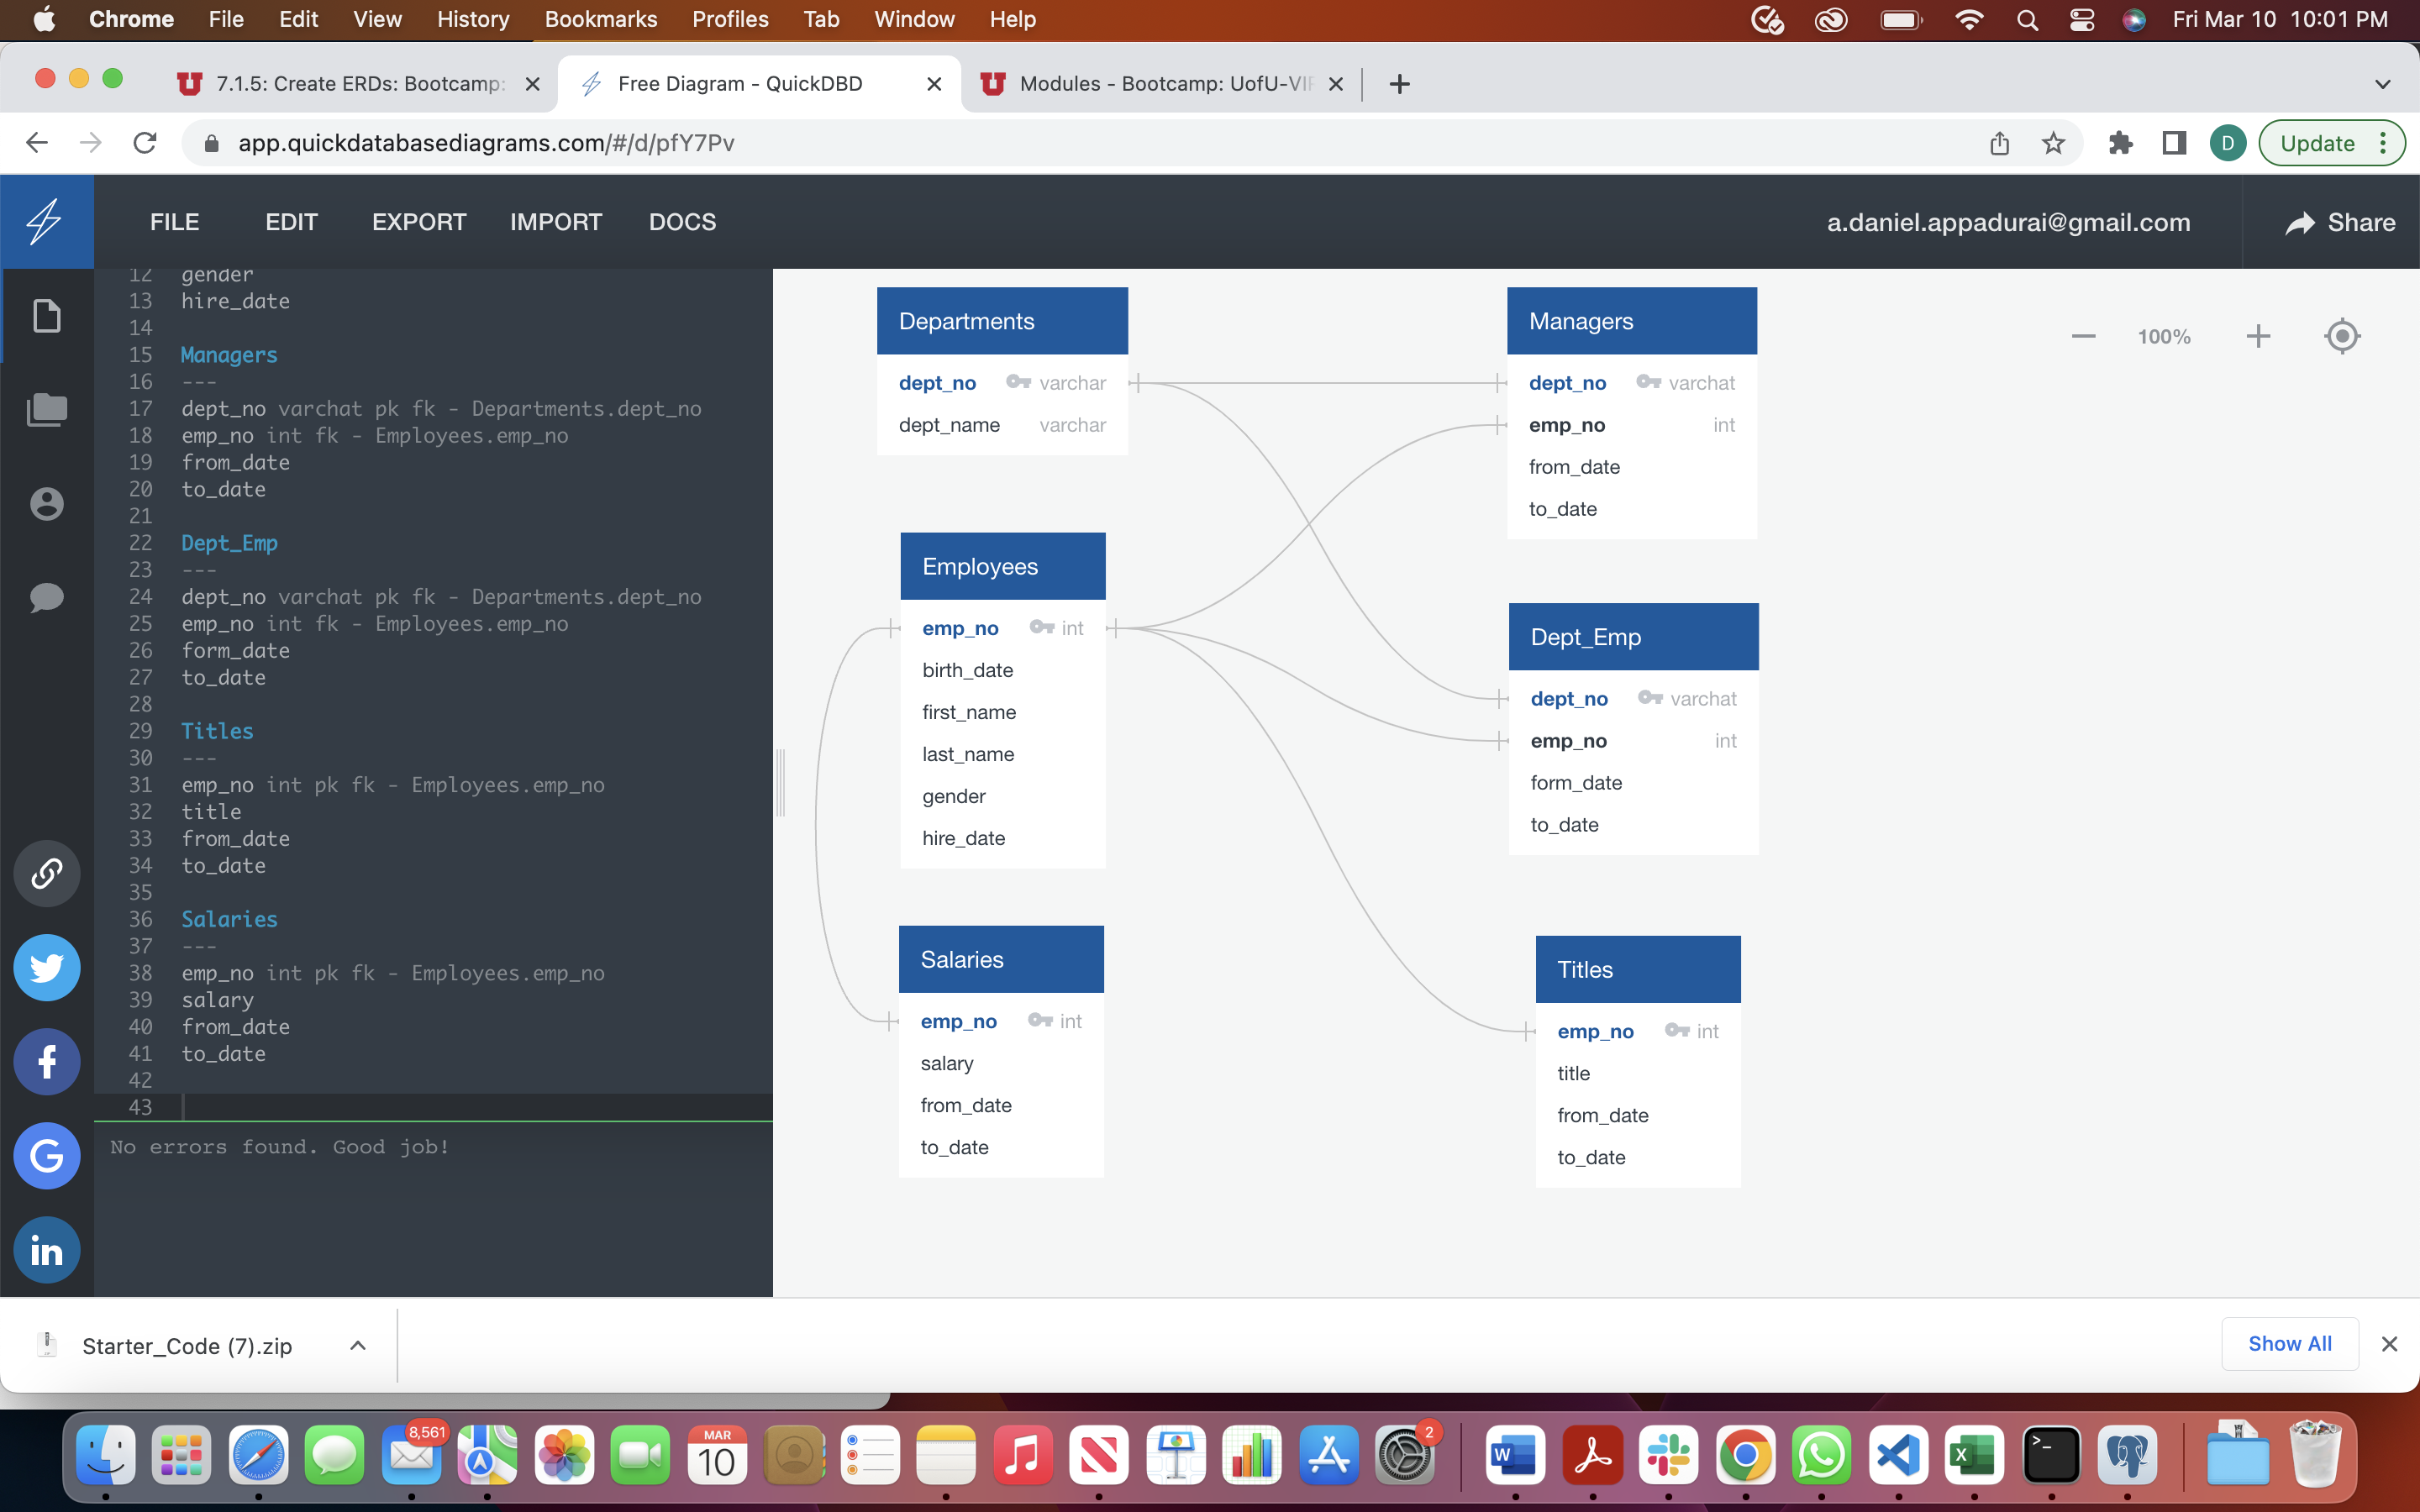 Chrome File Edit View History Bookmarks Profiles Tab Window Help Fri Mar 10 10:01 PM
7.1.5: Create ERDs: Bootcamp: Free Diagram - QuickDBD Modules - Bootcamp: UofU-VIR
app.quickdatabasediagrams.com/#/d/pfY7Pv D Update
FILE EDIT EXPORT IMPORT DOCS a.daniel.appadurai@gmail.com Share
12 gender
13 hire_date
14
15 Managers
16 ---
17 dept_no varchat pk fk - Departments.dept_no
18 emp_no int fk - Employees.emp_no
19 from_date
20 to_date
21
22 Dept_Emp
23 ---
24 dept_no varchat pk fk - Departments.dept_no
25 emp_no int fk - Employees.emp_no
26 form_date
27 to_date
28
29 Titles
30 ---
31 emp_no int pk fk - Employees.emp_no
32 title
33 from_date
34 to_date
35
36 Salaries
37 ---
38 emp_no int pk fk - Employees.emp_no
39 salary
40 from_date
41 to_date
42
43
No errors found. Good job!
Departments
dept_no varchar
dept_name varchar
Managers
dept_no varchat
emp_no int
from_date
to_date
100%
Employees
emp_no int
birth_date
first_name
last_name
gender
hire_date
Dept_Emp
dept_no varchat
emp_no int
form_date
to_date
Salaries
emp_no int
salary
from_date
to_date
Titles
emp_no int
title
from_date
to_date
Starter_Code (7).zip Show All
8,561
MAR
10
2